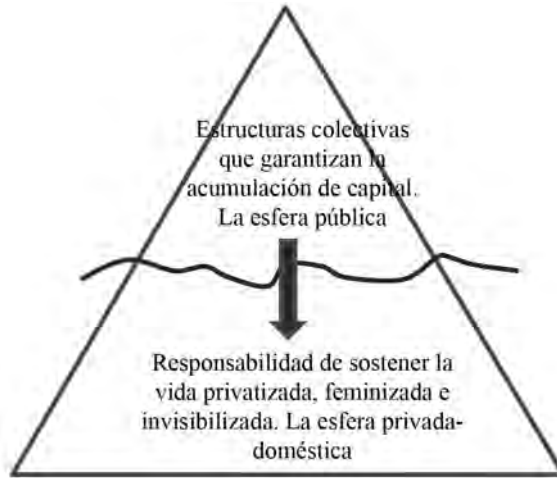 Estructuras colectivas
que garantizan la
acumulación de capital.
La esfera pública
Responsabilidad de sostener la
vida privatizada, feminizada e
invisibilizada. La esfera privada-
doméstica